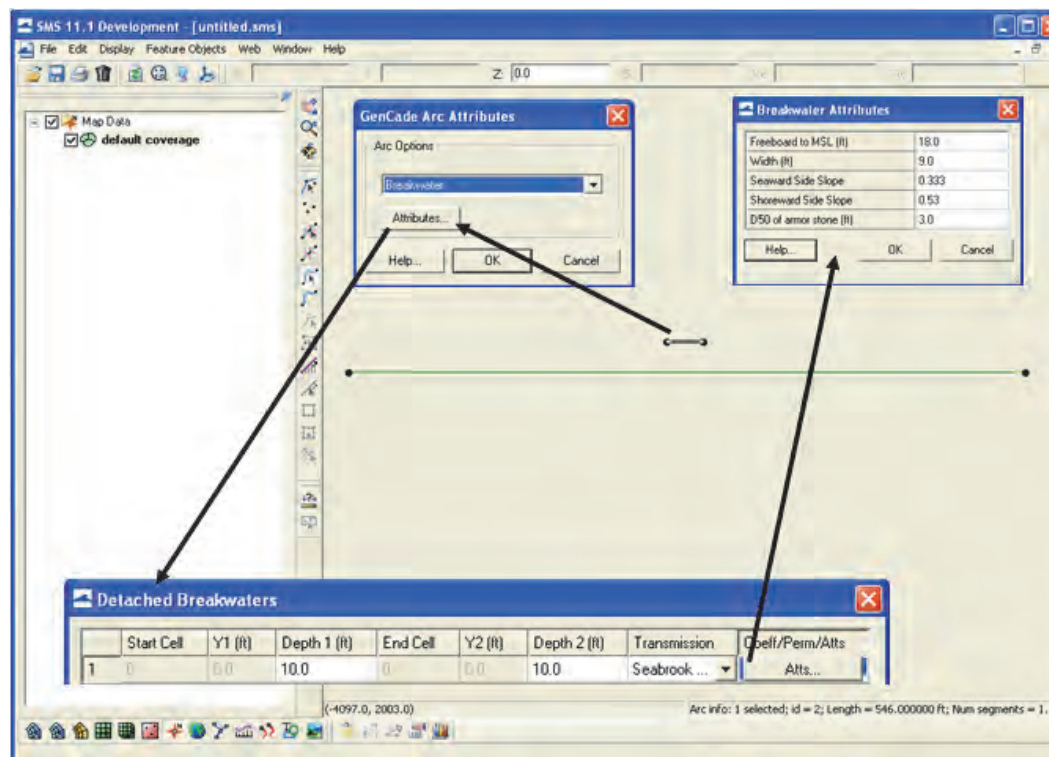 SMS 11.1 Development - [untitled.sms]
File Edit Display Feature Objects Web Window Help
Z: 0.0
Map Data
default coverage
GenCade Arc Attributes
Arc Options
Breakwater
Attributes...
Help... OK Cancel
Breakwater Attributes
Freeboard to MSL (ft) 18.0
Width (ft) 9.0
Seaward Side Slope 0.333
Shoreward Side Slope 0.53
D50 of armor stone (ft) 3.0
Help... OK Cancel
Detached Breakwaters
Start Cell Y1 (ft) Depth 1 (ft) End Cell Y2 (ft) Depth 2 (ft) Transmission Coeff/Perm/Atts
1 0 0.0 10.0 0 0.0 10.0 Seabrook ... Atts...
(-4097.0, 2003.0) Arc info: 1 selected; id = 2; Length = 546.000000 ft; Num segments = 1.